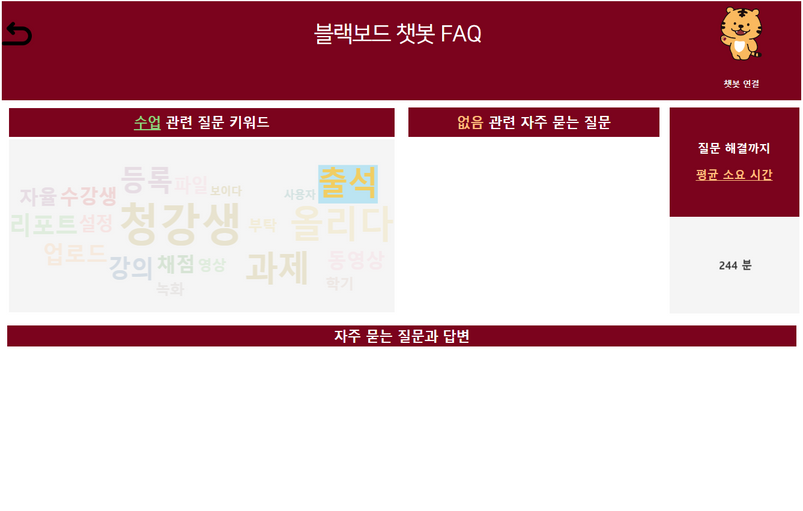 블랙보드 챗봇 FAQ
챗봇 연결
수업 관련 질문 키워드
없음 관련 자주 묻는 질문
질문 해결까지
평균 소요 시간
244 분
등록 파일 보이다 사용자 출석
자율 수강생
리포트 설정 청강생 부탁 올리다
업로드 강의 채점 영상 과제 동영상
녹화 학기
자주 묻는 질문과 답변